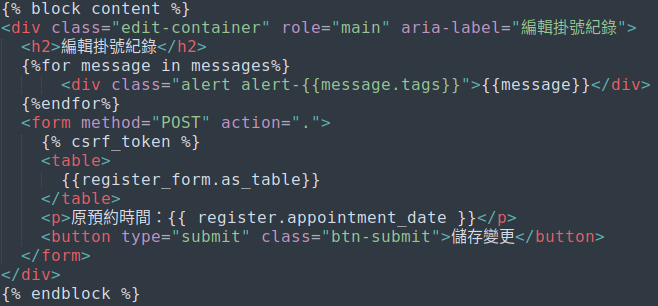 {% block content %}
<div class="edit-container" role="main" aria-label="編輯掛號紀錄">
<h2>編輯掛號紀錄</h2>
{%for message in messages%}
<div class="alert alert-{{message.tags}}">{{message}}</div>
{%endfor%}
<form method="POST" action=".">
{% csrf_token %}
<table>
{{register_form.as_table}}
</table>
<p>原預約時間：{{ register.appointment_date }}</p>
<button type="submit" class="btn-submit">儲存變更</button>
</form>
</div>
{% endblock %}